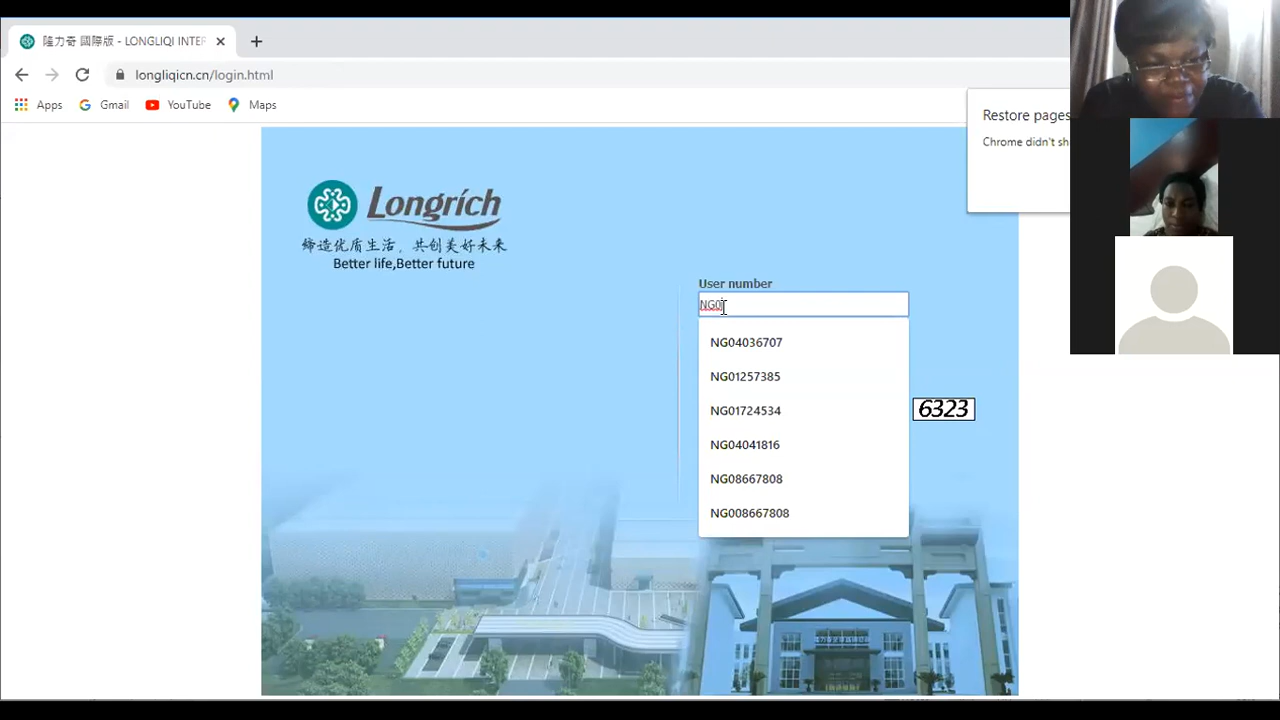 隆力奇 國際版 - LONGLIQI INTER
longliqicn.cn/login.html
Apps
Gmail
YouTube
Maps
Restore pages
Chrome didn't sh
Longrích
缔造优质生活，共创美好未来
Better life,Better future
User number
NG0
NG04036707
NG01257385
NG01724534
NG04041816
NG08667808
NG008667808
6323